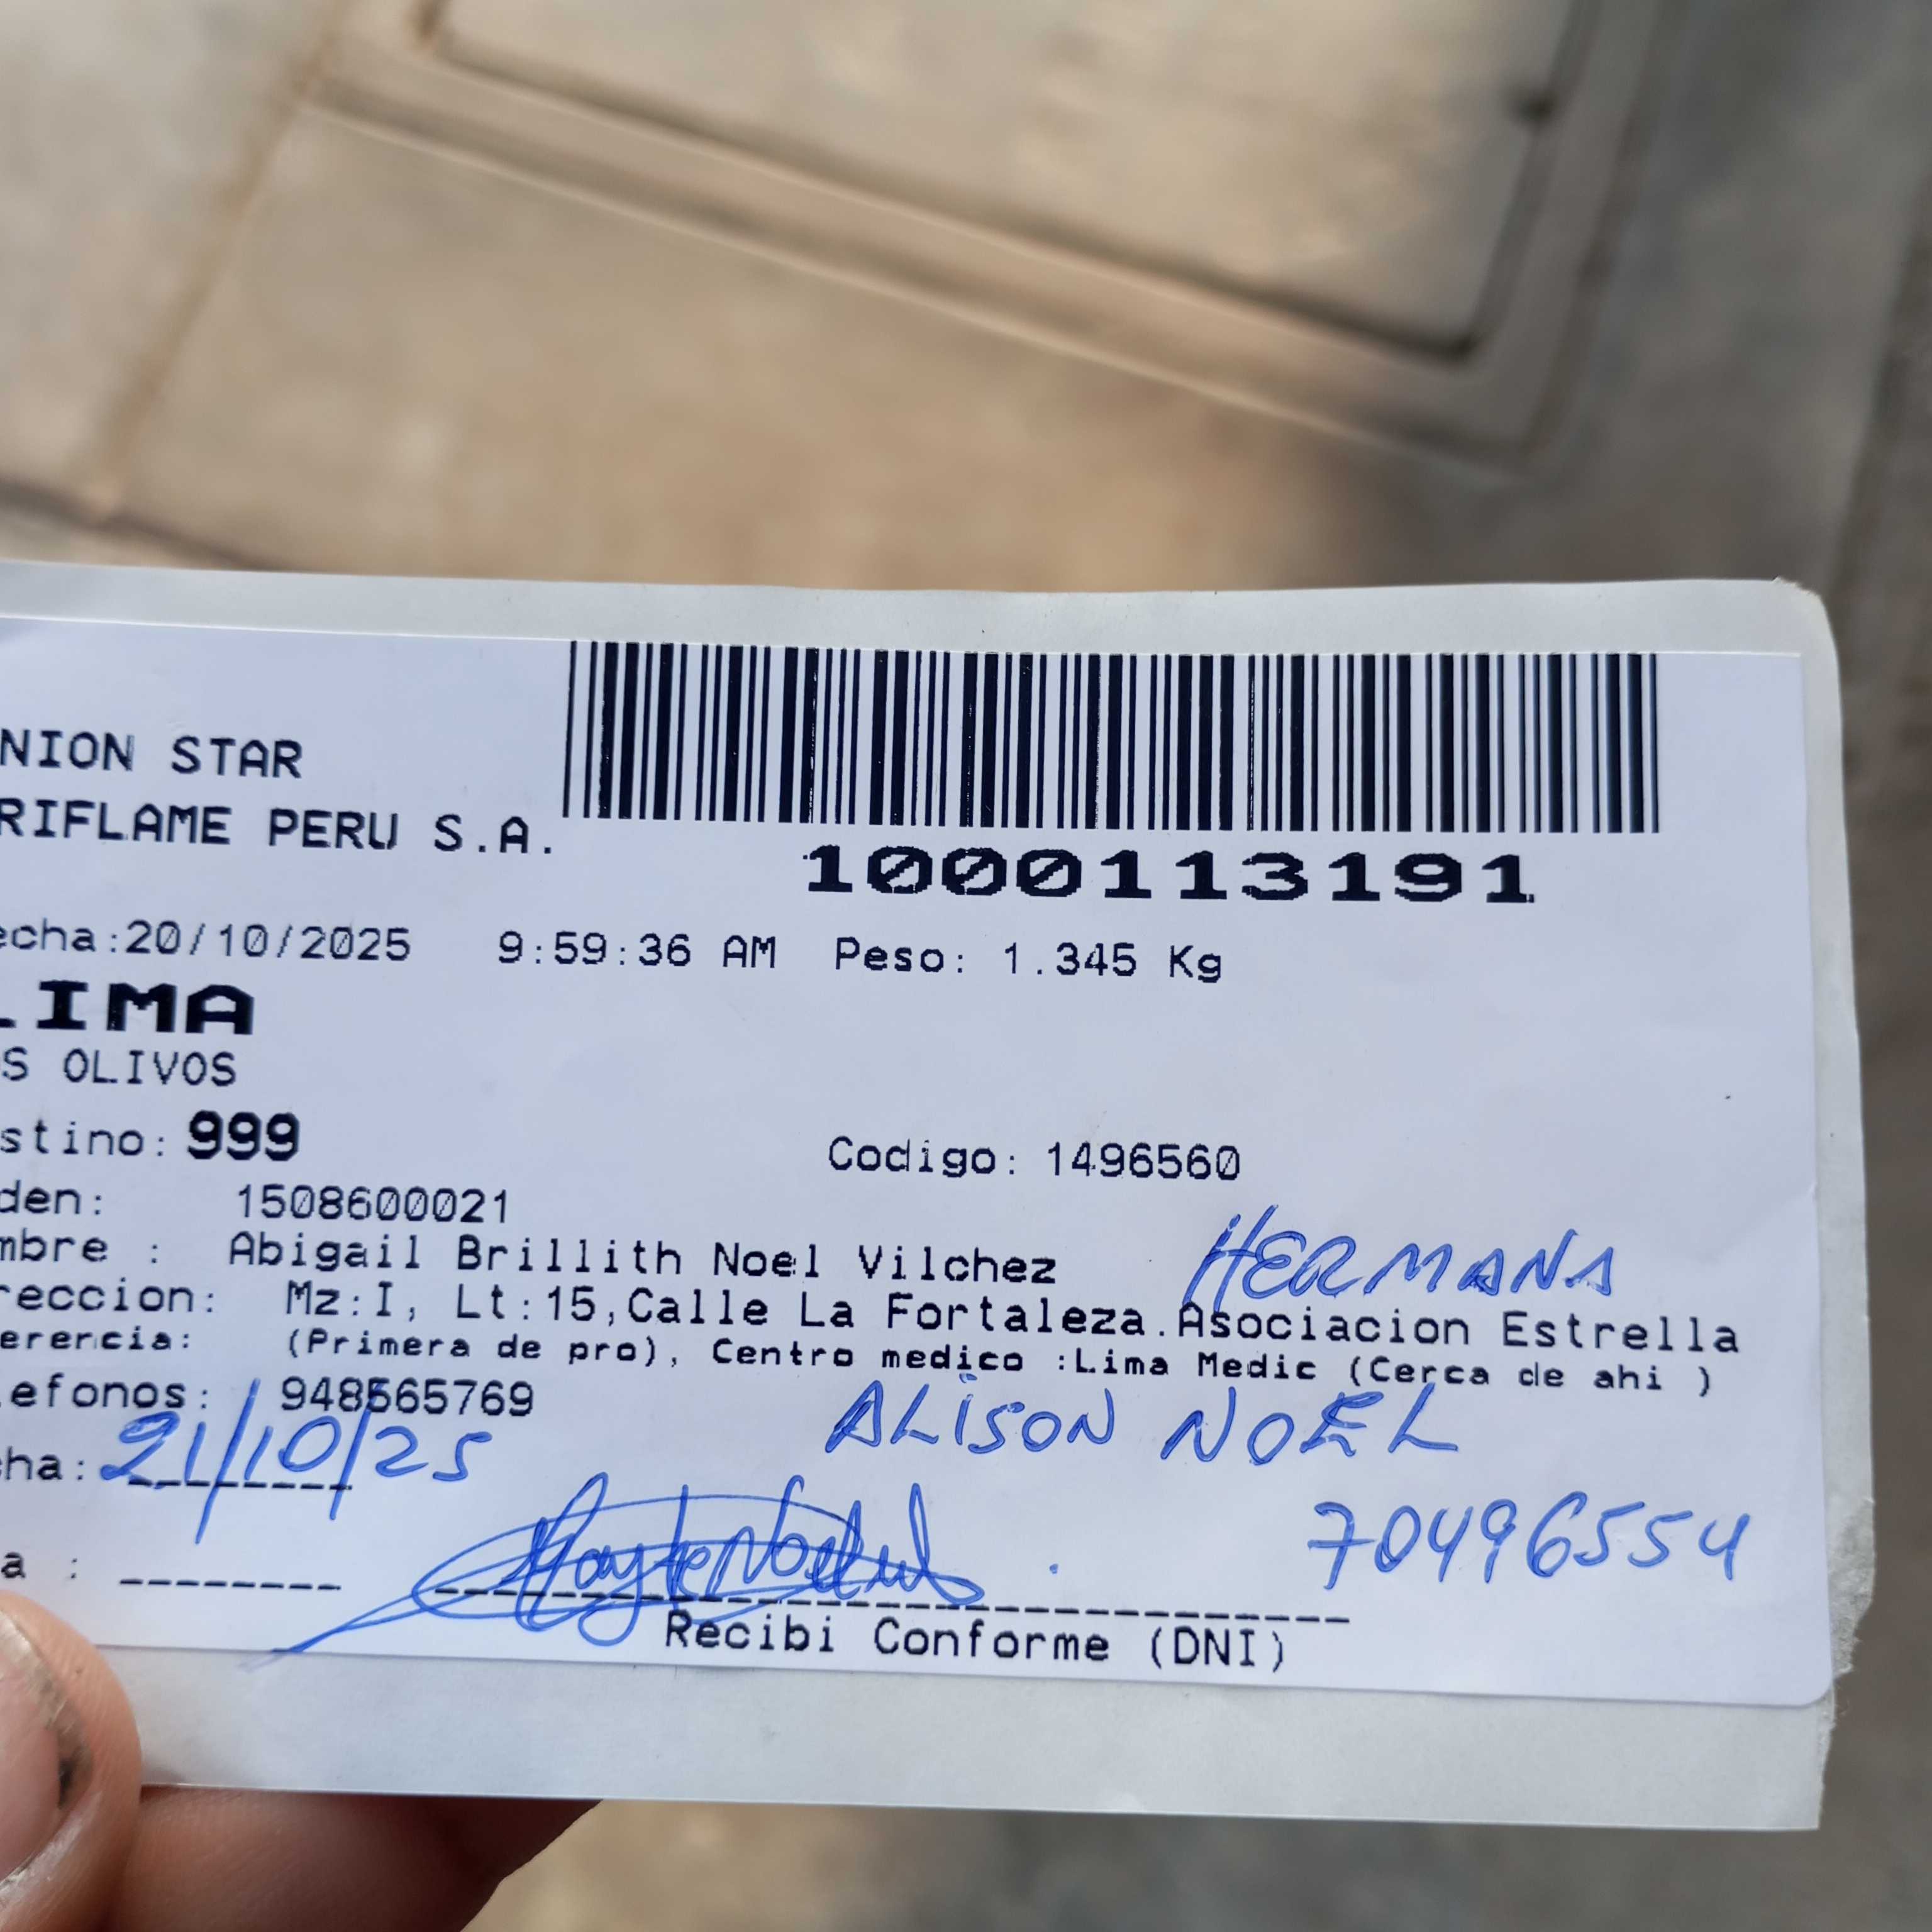 NION STAR
RIFLAME PERU S.A.
1000113191
echa:20/10/2025 9:59:36 AM Peso: 1.345 Kg
LIMA
S OLIVOS
stino: 999
Codigo: 1496560
den: 1508600021
HERMANA
mbre : Abigail Brillith Noel Vilchez
reccion: Mz:I, Lt:15,Calle La Fortaleza.Asociacion Estrella
erencia: (Primera de pro), Centro medico :Lima Medic (Cerca de ahi )
efonos: 948565769
ALISON NOEL
cha: 21/10/25
70496554
a :
Recibi Conforme (DNI)